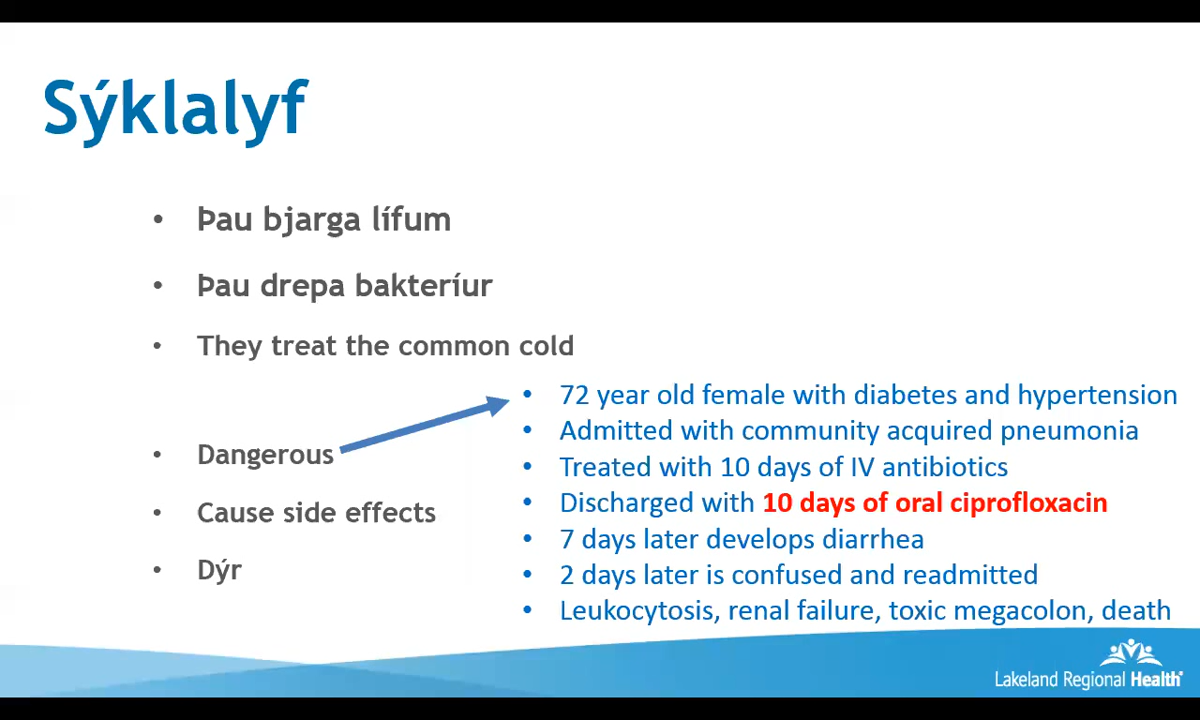 Sýklalyf
Þau bjarga lífum
Þau drepa bakteríur
They treat the common cold
Dangerous
Cause side effects
Dýr
72 year old female with diabetes and hypertension
Admitted with community acquired pneumonia
Treated with 10 days of IV antibiotics
Discharged with 10 days of oral ciprofloxacin
7 days later develops diarrhea
2 days later is confused and readmitted
Leukocytosis, renal failure, toxic megacolon, death
Lakeland Regional Health